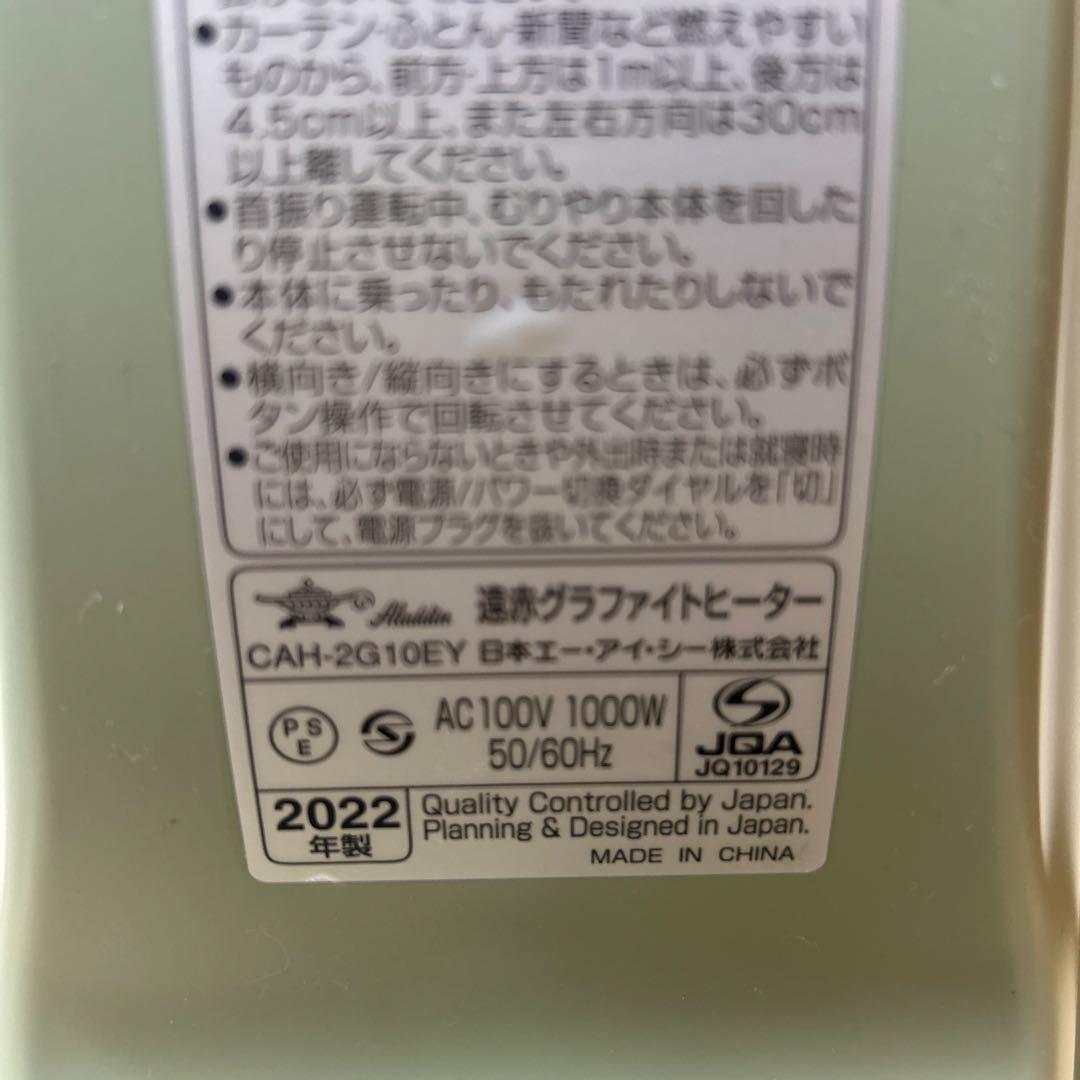 ●カーテン・ふとん・新聞など燃えやすい
ものから、前方・上方は1m以上、後方は
4.5cm以上、また左右方向は30cm
以上離してください。
●首振り運転中、むりやり本体を回した
り停止させないでください。
●本体に乗ったり、もたれたりしないで
ください。
●横向き/縦向きにするときは、必ずボ
タン操作で回転させてください。
●ご使用にならないときや外出時または就寝時
には、必ず電源/パワー切換ダイヤルを「切」
にして、電源プラグを抜いてください。
Aladdin 遠赤グラファイトヒーター
CAH-2G10EY 日本エー・アイ・シー株式会社
PSE AC100V 1000W
50/60Hz
JQA
JQ10129
2022
年製
Quality Controlled by Japan.
Planning & Designed in Japan.
MADE IN CHINA